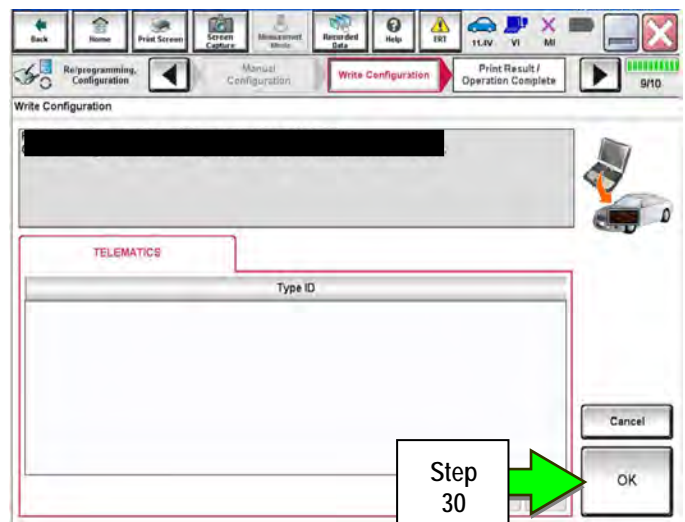 Back
Home
Print Screen
Screen
Capture
Measurement
Mode
Recorded
Data
Help
ERT
11.4V
VI
MI
Re/programming,
Configuration
Manual
Configuration
Write Configuration
Print Result /
Operation Complete
9/10
Write Configuration
TELEMATICS
Type ID
Cancel
OK
Step
30